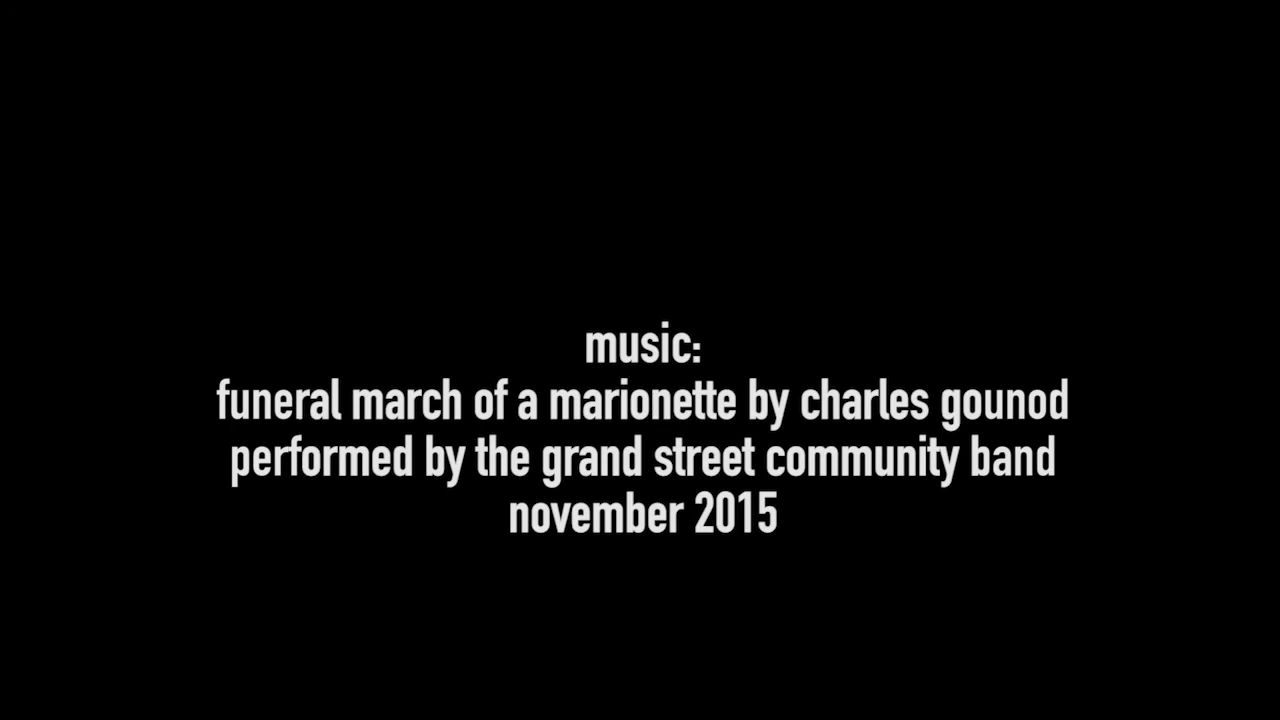 music:
funeral march of a marionette by charles gounod
performed by the grand street community band
november 2015